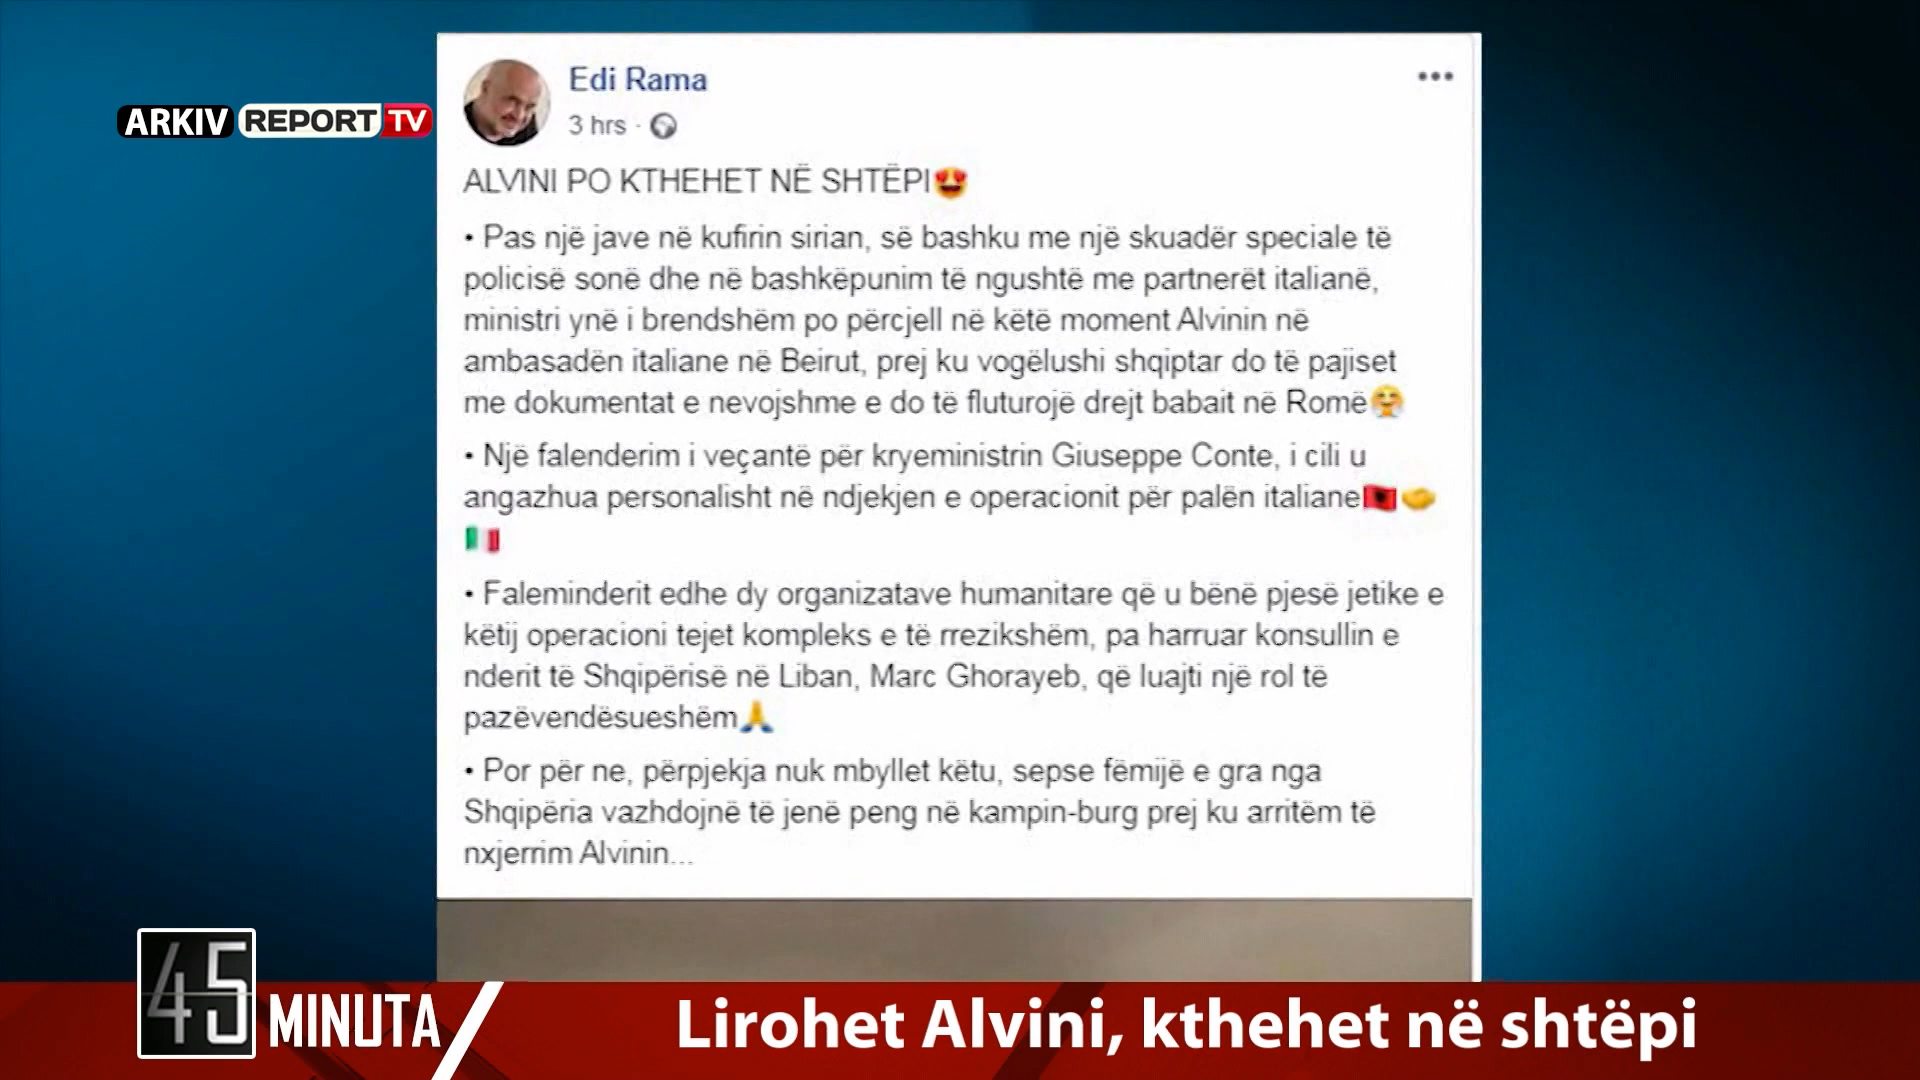 ARKIV REPORT TV
Edi Rama
3 hrs ·
ALVINI PO KTHEHET NË SHTËPI😍
• Pas një jave në kufirin sirian, së bashku me një skuadër speciale të
policisë sonë dhe në bashkëpunim të ngushtë me partnerët italianë,
ministri ynë i brendshëm po përcjell në këtë moment Alvinin në
ambasadën italiane në Beirut, prej ku vogëlushi shqiptar do të pajiset
me dokumentat e nevojshme e do të fluturojë drejt babait në Romë🤗
• Një falenderim i veçantë për kryeministrin Giuseppe Conte, i cili u
angazhua personalisht në ndjekjen e operacionit për palën italiane🇦🇱🤝
🇮🇹
• Faleminderit edhe dy organizatave humanitare që u bënë pjesë jetike e
këtij operacioni tejet kompleks e të rrezikshëm, pa harruar konsullin e
nderit të Shqipërisë në Liban, Marc Ghorayeb, që luajti një rol të
pazëvendësueshëm🙏
• Por për ne, përpjekja nuk mbyllet këtu, sepse fëmijë e gra nga
Shqipëria vazhdojnë të jenë peng në kampin-burg prej ku arritëm të
nxjerrim Alvinin...
45 MINUTA
Lirohet Alvini, kthehet në shtëpi